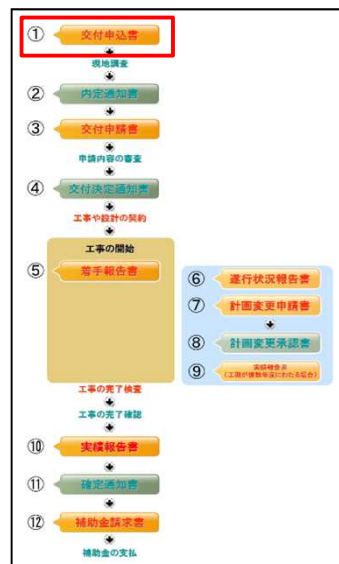 ① 交付申込書
現地調査
② 内定通知書
③ 交付申請書
申請内容の審査
④ 交付決定通知書
工事や設計の契約
工事の開始
⑤ 着手報告書
⑥ 遂行状況報告書
⑦ 計画変更申請書
⑧ 計画変更承認書
⑨ 実績報告書
(工期が複数年度にわたる場合)
工事の完了検査
工事の完了確認
⑩ 実績報告書
⑪ 確定通知書
⑫ 補助金請求書
補助金の支払